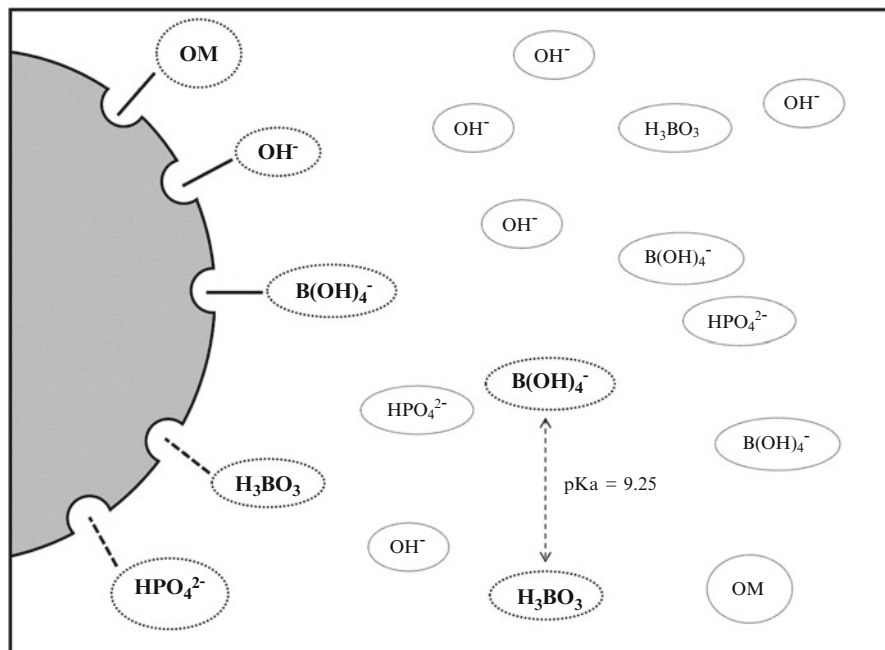 OM
OH⁻
OH⁻
OH⁻
H₃BO₃
OH⁻
OH⁻
B(OH)₄⁻
B(OH)₄⁻
HPO₄²⁻
B(OH)₄⁻
HPO₄²⁻
B(OH)₄⁻
H₃BO₃
pKa = 9.25
OH⁻
HPO₄²⁻
H₃BO₃
OM